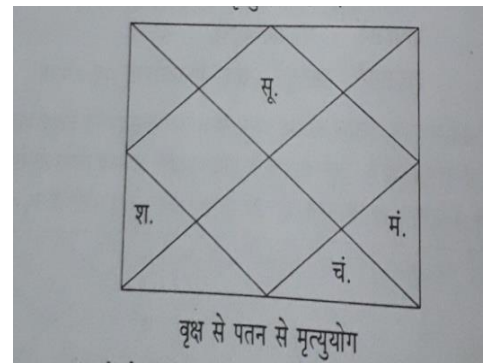 सू.
श.
मं.
चं.
वृक्ष से पतन से मृत्युयोग